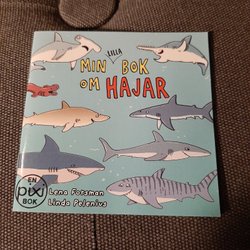 MIN LILLA BOK
OM HAJAR
EN
pixi
BOK
Lena Forsman
Linda Pelenius